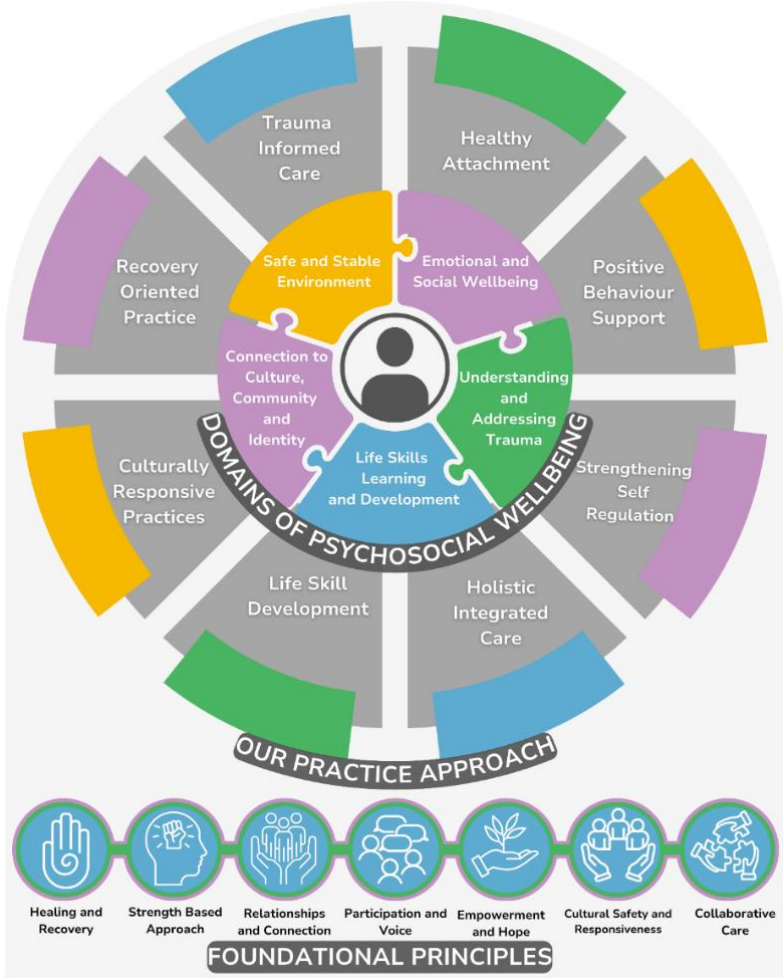 Trauma
Informed
Care
Healthy
Attachment
Recovery
Oriented
Practice
Positive
Behaviour
Support
Culturally
Responsive
Practices
Strengthening
Self
Regulation
Life Skill
Development
Holistic
Integrated
Care
Safe and Stable
Environment
Emotional and
Social Wellbeing
Connection to
Culture,
Community
and
Identity
Understanding
and
Addressing
Trauma
Life Skills
Learning
and Development
DOMAINS OF PSYCHOSOCIAL WELLBEING
OUR PRACTICE APPROACH
Healing and
Recovery
Strength Based
Approach
Relationships
and Connection
Participation and
Voice
Empowerment
and Hope
Cultural Safety and
Responsiveness
Collaborative
Care
FOUNDATIONAL PRINCIPLES